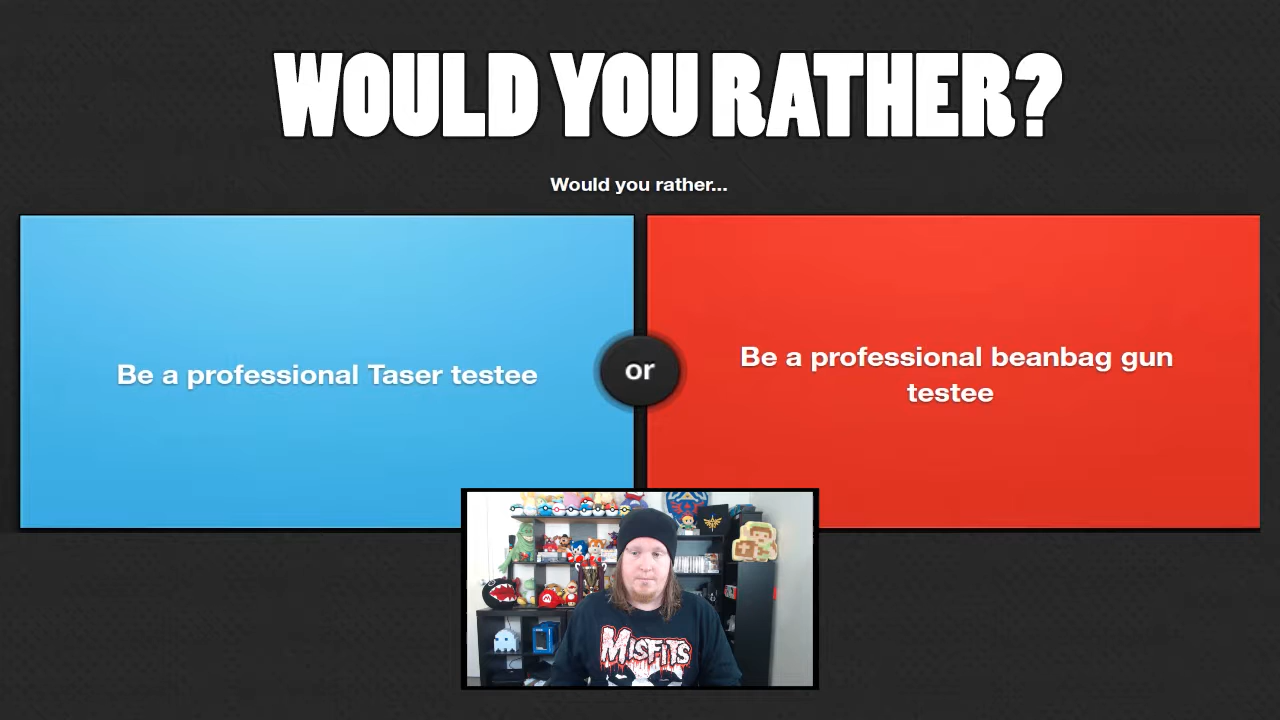 WOULD YOU RATHER?
Would you rather...
Be a professional Taser testee
or
Be a professional beanbag gun
testee
MISFITS